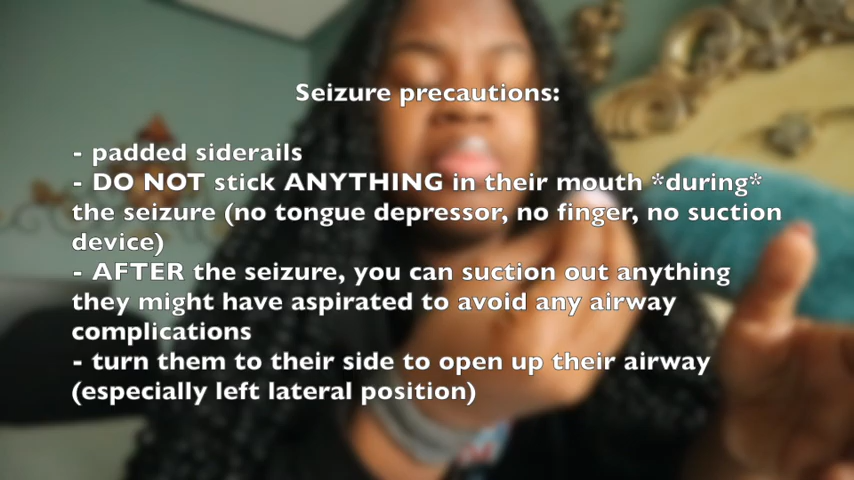 Seizure precautions:
- padded siderails
- DO NOT stick ANYTHING in their mouth *during*
the seizure (no tongue depressor, no finger, no suction
device)
- AFTER the seizure, you can suction out anything
they might have aspirated to avoid any airway
complications
- turn them to their side to open up their airway
(especially left lateral position)